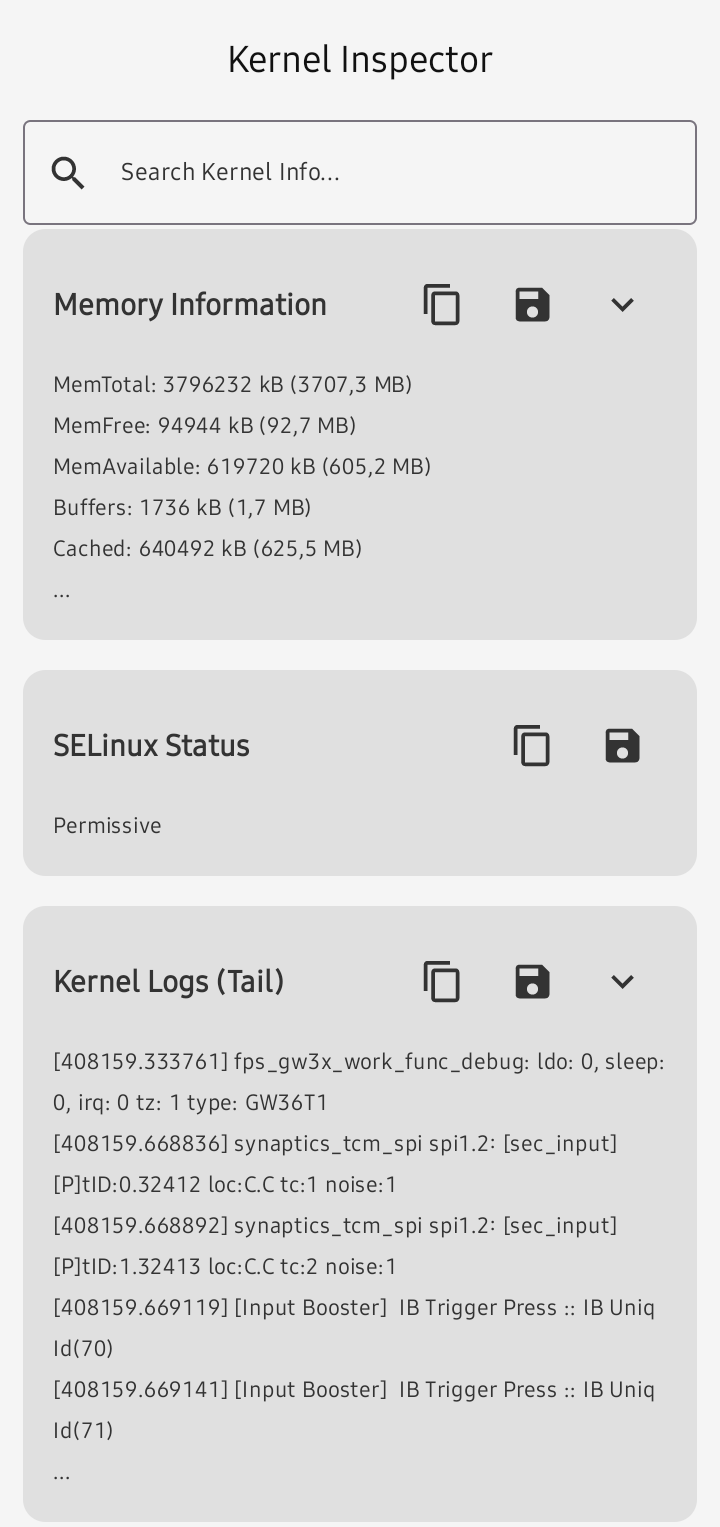 Kernel Inspector
Search Kernel Info...
Memory Information
MemTotal: 3796232 kB (3707,3 MB)
MemFree: 94944 kB (92,7 MB)
MemAvailable: 619720 kB (605,2 MB)
Buffers: 1736 kB (1,7 MB)
Cached: 640492 kB (625,5 MB)
...
SELinux Status
Permissive
Kernel Logs (Tail)
[408159.333761] fps_gw3x_work_func_debug: ldo: 0, sleep:
0, irq: 0 tz: 1 type: GW36T1
[408159.668836] synaptics_tcm_spi spi1.2: [sec_input]
[P]tID:0.32412 loc:C.C tc:1 noise:1
[408159.668892] synaptics_tcm_spi spi1.2: [sec_input]
[P]tID:1.32413 loc:C.C tc:2 noise:1
[408159.669119] [Input Booster]  IB Trigger Press :: IB Uniq
Id(70)
[408159.669141] [Input Booster]  IB Trigger Press :: IB Uniq
Id(71)
...